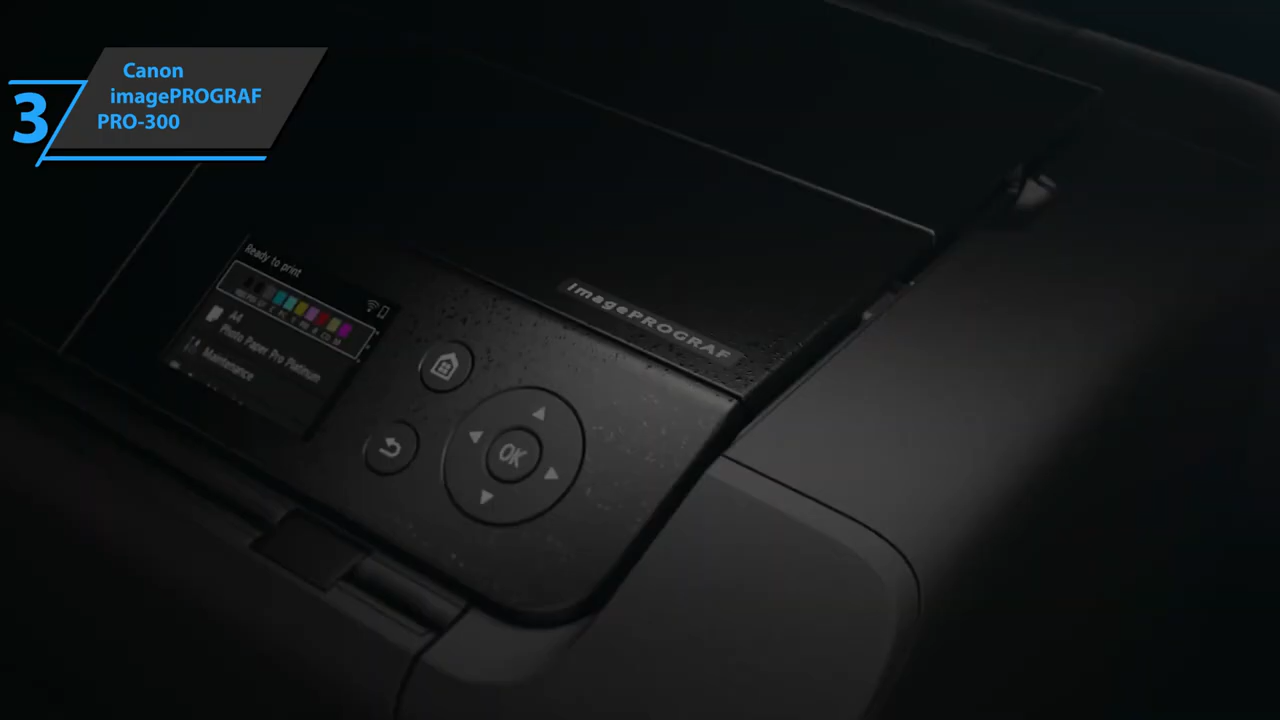 3
Canon
imagePROGRAF
PRO-300
Ready to print
A4
Photo Paper Pro Platinum
Maintenance
OK
imagePROGRAF